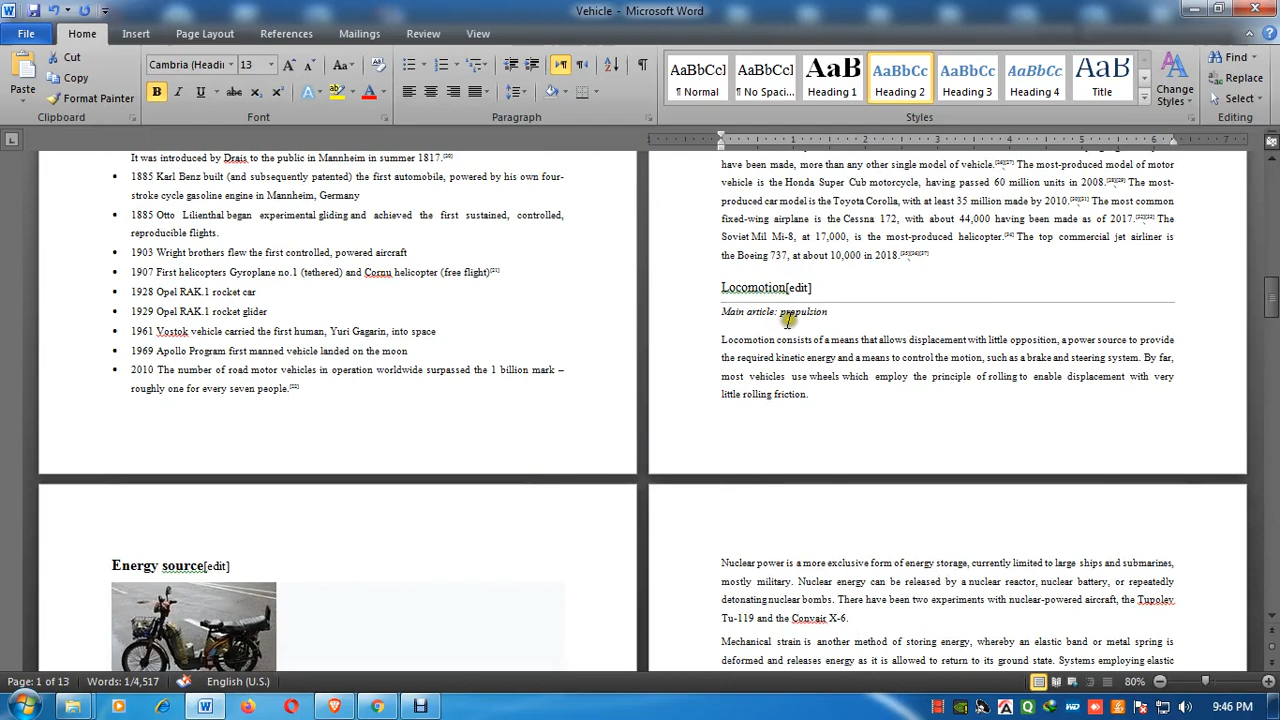 Vehicle - Microsoft Word
File Home Insert Page Layout References Mailings Review View
Cut
Copy
Format Painter
Paste
Clipboard
Cambria (Headi 13
Font
Paragraph
AaBbCcI AaBbCcI AaB AaBbCc AaBbCc AaBbCc AaBbC
¶ Normal ¶ No Spaci... Heading 1 Heading 2 Heading 3 Heading 4 Title
Change Styles
Styles
Find
Replace
Select
Editing
It was introduced by Drais to the public in Mannheim in summer 1817.[20]
• 1885 Karl Benz built (and subsequently patented) the first automobile, powered by his own four-
stroke cycle gasoline engine in Mannheim, Germany
• 1885 Otto Lilienthal began experimental gliding and achieved the first sustained, controlled,
reproducible flights.
• 1903 Wright brothers flew the first controlled, powered aircraft
• 1907 First helicopters Gyroplane no.1 (tethered) and Cornu helicopter (free flight)[21]
• 1928 Opel RAK.1 rocket car
• 1929 Opel RAK.1 rocket glider
• 1961 Vostok vehicle carried the first human, Yuri Gagarin, into space
• 1969 Apollo Program first manned vehicle landed on the moon
• 2010 The number of road motor vehicles in operation worldwide surpassed the 1 billion mark –
roughly one for every seven people.[22]
have been made, more than any other single model of vehicle.[26][27] The most-produced model of motor
vehicle is the Honda Super Cub motorcycle, having passed 60 million units in 2008.[28][29] The most-
produced car model is the Toyota Corolla, with at least 35 million made by 2010.[30][31] The most common
fixed-wing airplane is the Cessna 172, with about 44,000 having been made as of 2017.[32][33] The
Soviet Mil Mi-8, at 17,000, is the most-produced helicopter.[34] The top commercial jet airliner is
the Boeing 737, at about 10,000 in 2018.[35][36][37]
Locomotion[edit]
Main article: propulsion
Locomotion consists of a means that allows displacement with little opposition, a power source to provide
the required kinetic energy and a means to control the motion, such as a brake and steering system. By far,
most vehicles use wheels which employ the principle of rolling to enable displacement with very
little rolling friction.
Energy source[edit]
Nuclear power is a more exclusive form of energy storage, currently limited to large ships and submarines,
mostly military. Nuclear energy can be released by a nuclear reactor, nuclear battery, or repeatedly
detonating nuclear bombs. There have been two experiments with nuclear-powered aircraft, the Tupolev
Tu-119 and the Convair X-6.
Mechanical strain is another method of storing energy, whereby an elastic band or metal spring is
deformed and releases energy as it is allowed to return to its ground state. Systems employing elastic
Page: 1 of 13 Words: 1/4,517 English (U.S.) 80%
9:46 PM